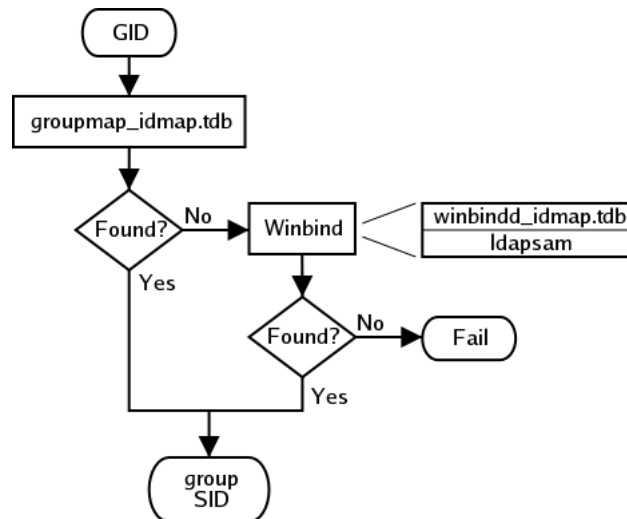 GID
groupmap_idmap.tdb
Found?
No
Winbind
winbindd_idmap.tdb
ldapsam
Yes
Found?
No
Fail
Yes
group
SID